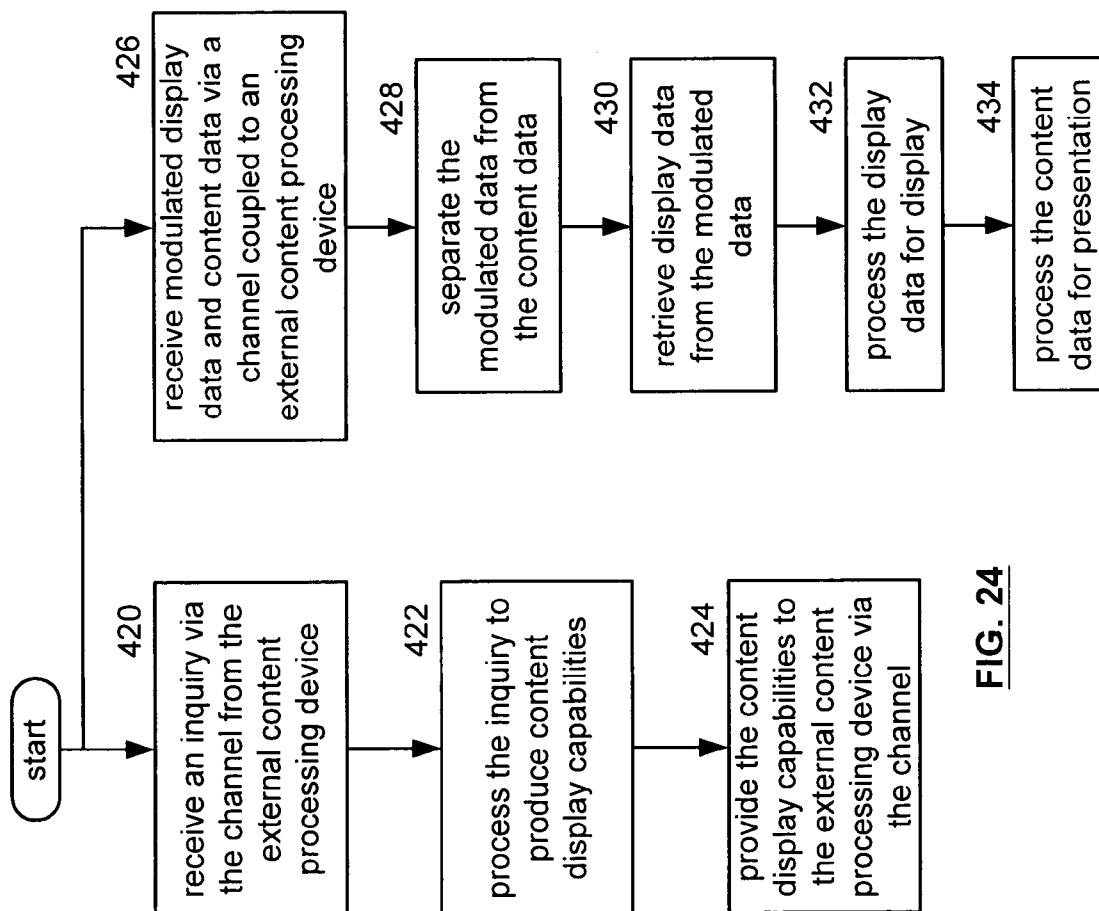 start
420
receive an inquiry via
the channel from the
external content
processing device
422
process the inquiry to
produce content
display capabilities
424
provide the content
display capabilities to
the external content
processing device via
the channel
426
receive modulated display
data and content data via a
channel coupled to an
external content processing
device
428
separate the
modulated data from
the content data
430
retrieve display data
from the modulated
data
432
process the display
data for display
434
process the content
data for presentation
FIG. 24